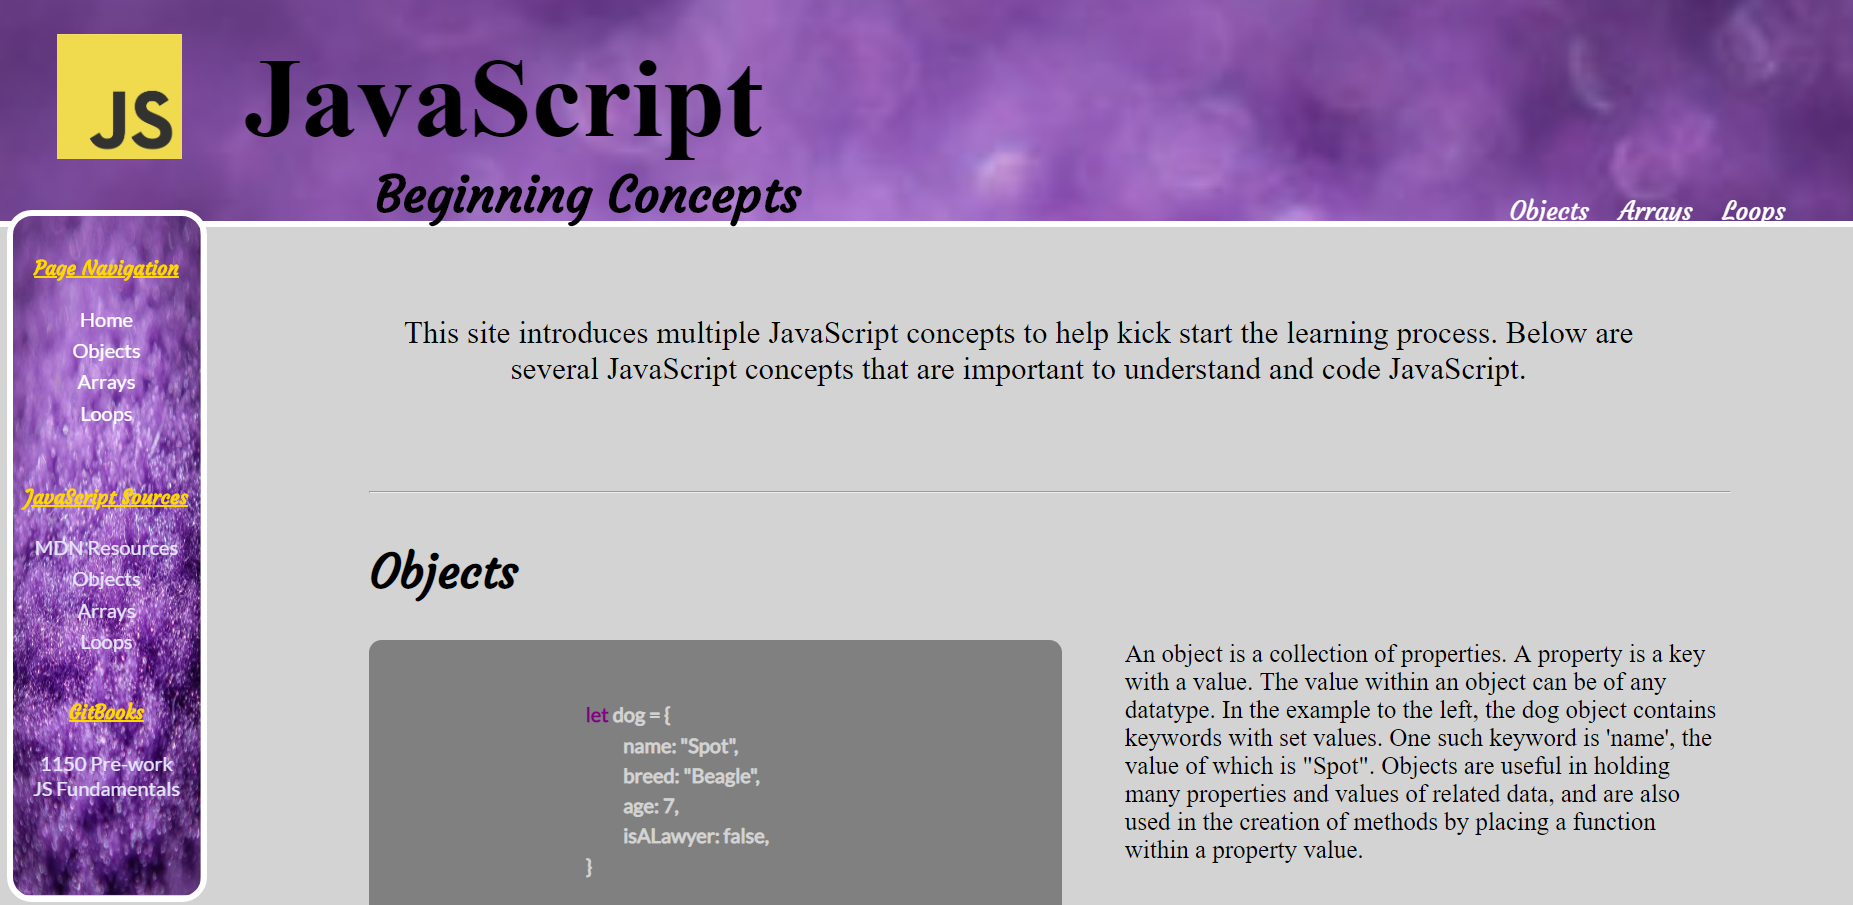 JS
JavaScript
Beginning Concepts
Objects Arrays Loops
Page Navigation
Home
Objects
Arrays
Loops
JavaScript Sources
MDN Resources
Objects
Arrays
Loops
GitBooks
1150 Pre-work
JS Fundamentals
This site introduces multiple JavaScript concepts to help kick start the learning process. Below are
several JavaScript concepts that are important to understand and code JavaScript.
Objects
let dog = {
name: "Spot",
breed: "Beagle",
age: 7,
isALawyer: false,
}
An object is a collection of properties. A property is a key
with a value. The value within an object can be of any
datatype. In the example to the left, the dog object contains
keywords with set values. One such keyword is 'name', the
value of which is "Spot". Objects are useful in holding
many properties and values of related data, and are also
used in the creation of methods by placing a function
within a property value.